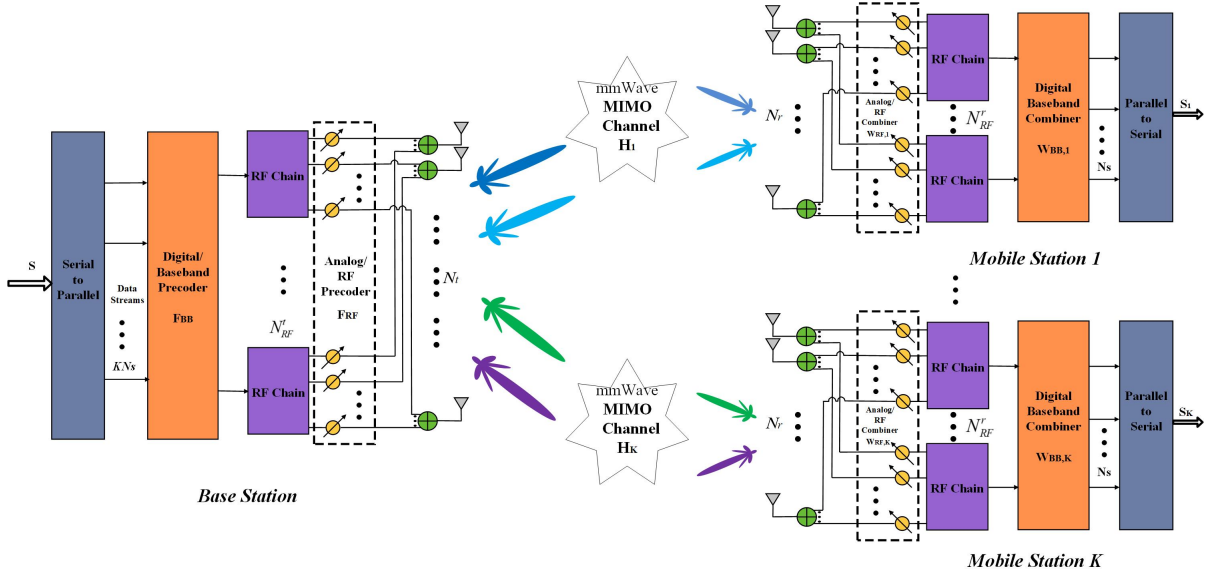 S
Serial
to
Parallel
Data
Streams
KNs
Digital/
Baseband
Precoder
FBB
RF Chain
N^t_RF
RF Chain
Analog/
RF
Precoder
FRF
Nt
Base Station
mmWave
MIMO
Channel
H1
mmWave
MIMO
Channel
HK
Nr
Analog/
RF
Combiner
WRF,1
RF Chain
N^r_RF
RF Chain
Digital
Baseband
Combiner
WBB,1
Ns
Parallel
to
Serial
S1
Mobile Station 1
Nr
Analog/
RF
Combiner
WRF,K
RF Chain
N^r_RF
RF Chain
Digital
Baseband
Combiner
WBB,K
Ns
Parallel
to
Serial
SK
Mobile Station K